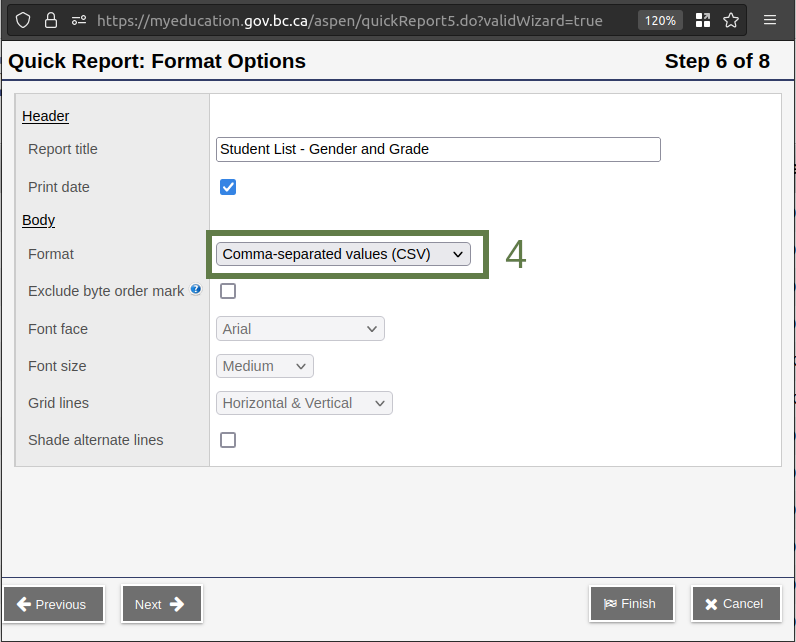 https://myeducation.gov.bc.ca/aspen/quickReport5.do?validWizard=true 120%
Quick Report: Format Options Step 6 of 8
Header
Report title Student List - Gender and Grade
Print date
Body
Format Comma-separated values (CSV) 4
Exclude byte order mark ?
Font face Arial
Font size Medium
Grid lines Horizontal & Vertical
Shade alternate lines
Previous Next Finish Cancel